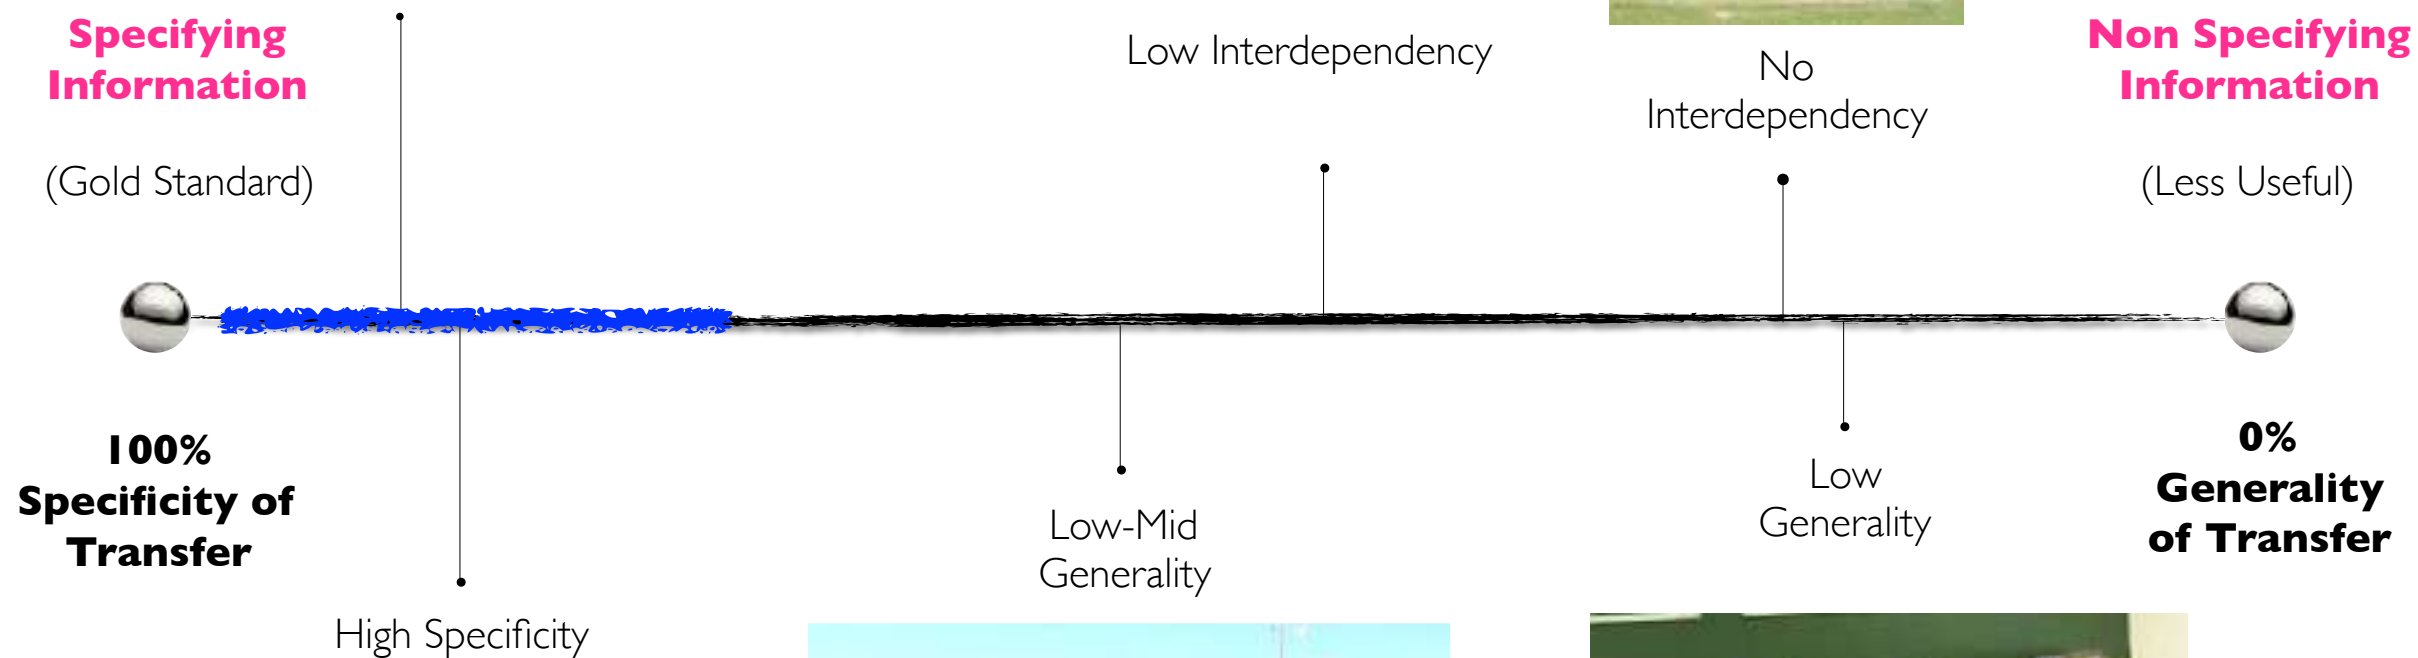 Specifying
Information
(Gold Standard)
Low Interdependency
No
Interdependency
Non Specifying
Information
(Less Useful)
100%
Specificity of
Transfer
High Specificity
Low-Mid
Generality
Low
Generality
0%
Generality
of Transfer